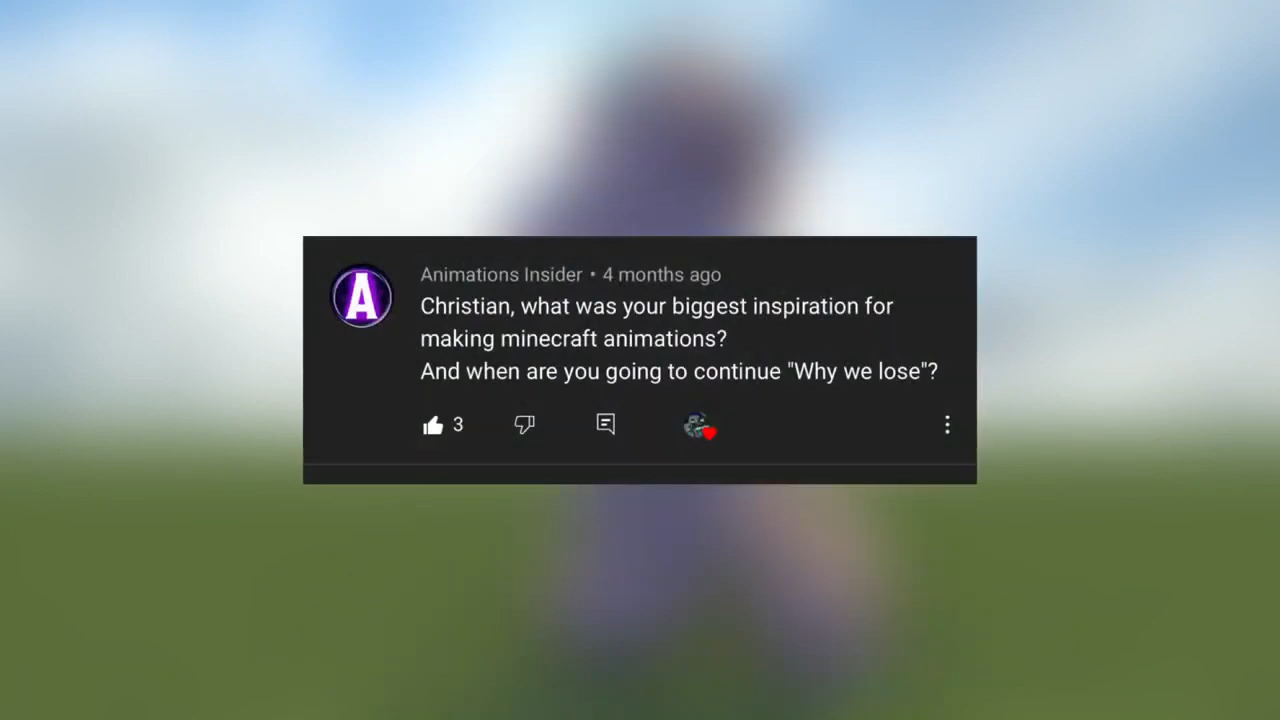 A
Animations Insider • 4 months ago
Christian, what was your biggest inspiration for
making minecraft animations?
And when are you going to continue "Why we lose"?
3